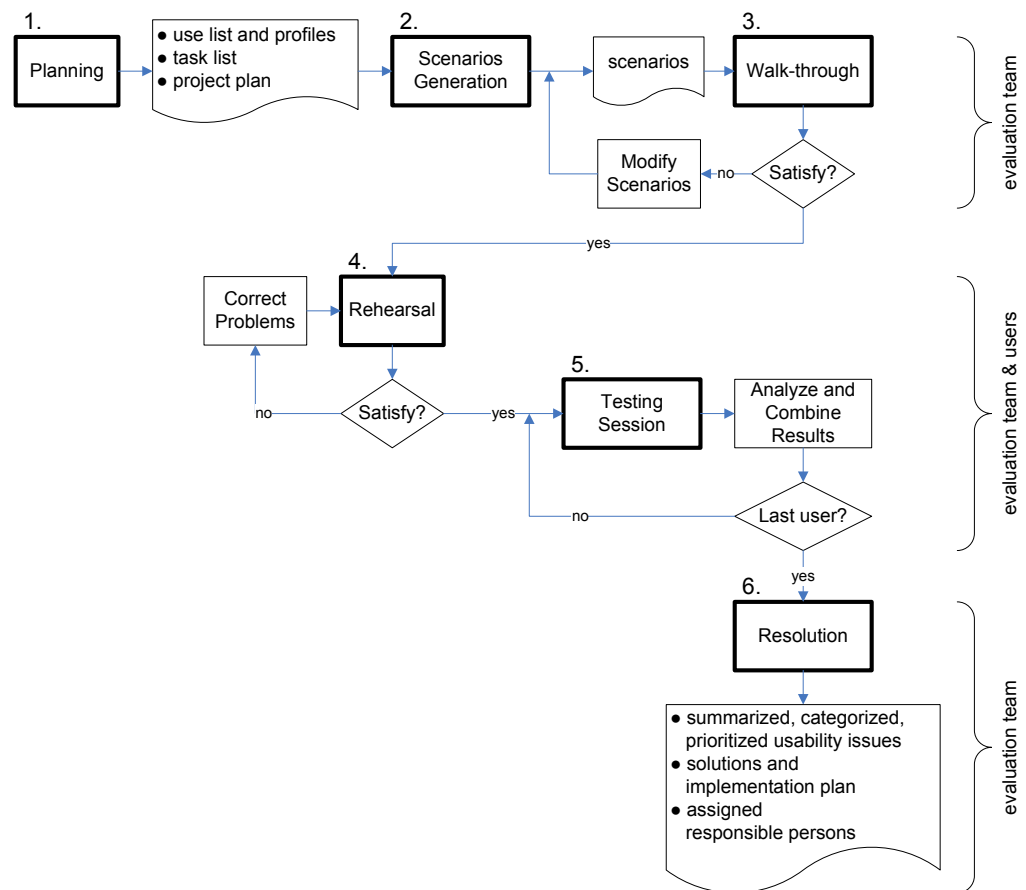 1.
Planning
● use list and profiles
● task list
● project plan
2.
Scenarios
Generation
scenarios
3.
Walk-through
Modify
Scenarios
no
Satisfy?
evaluation team
yes
4.
Correct
Problems
Rehearsal
no
Satisfy?
yes
5.
Testing
Session
Analyze and
Combine
Results
no
Last user?
evaluation team & users
yes
6.
Resolution
● summarized, categorized,
prioritized usability issues
● solutions and
implementation plan
● assigned
responsible persons
evaluation team